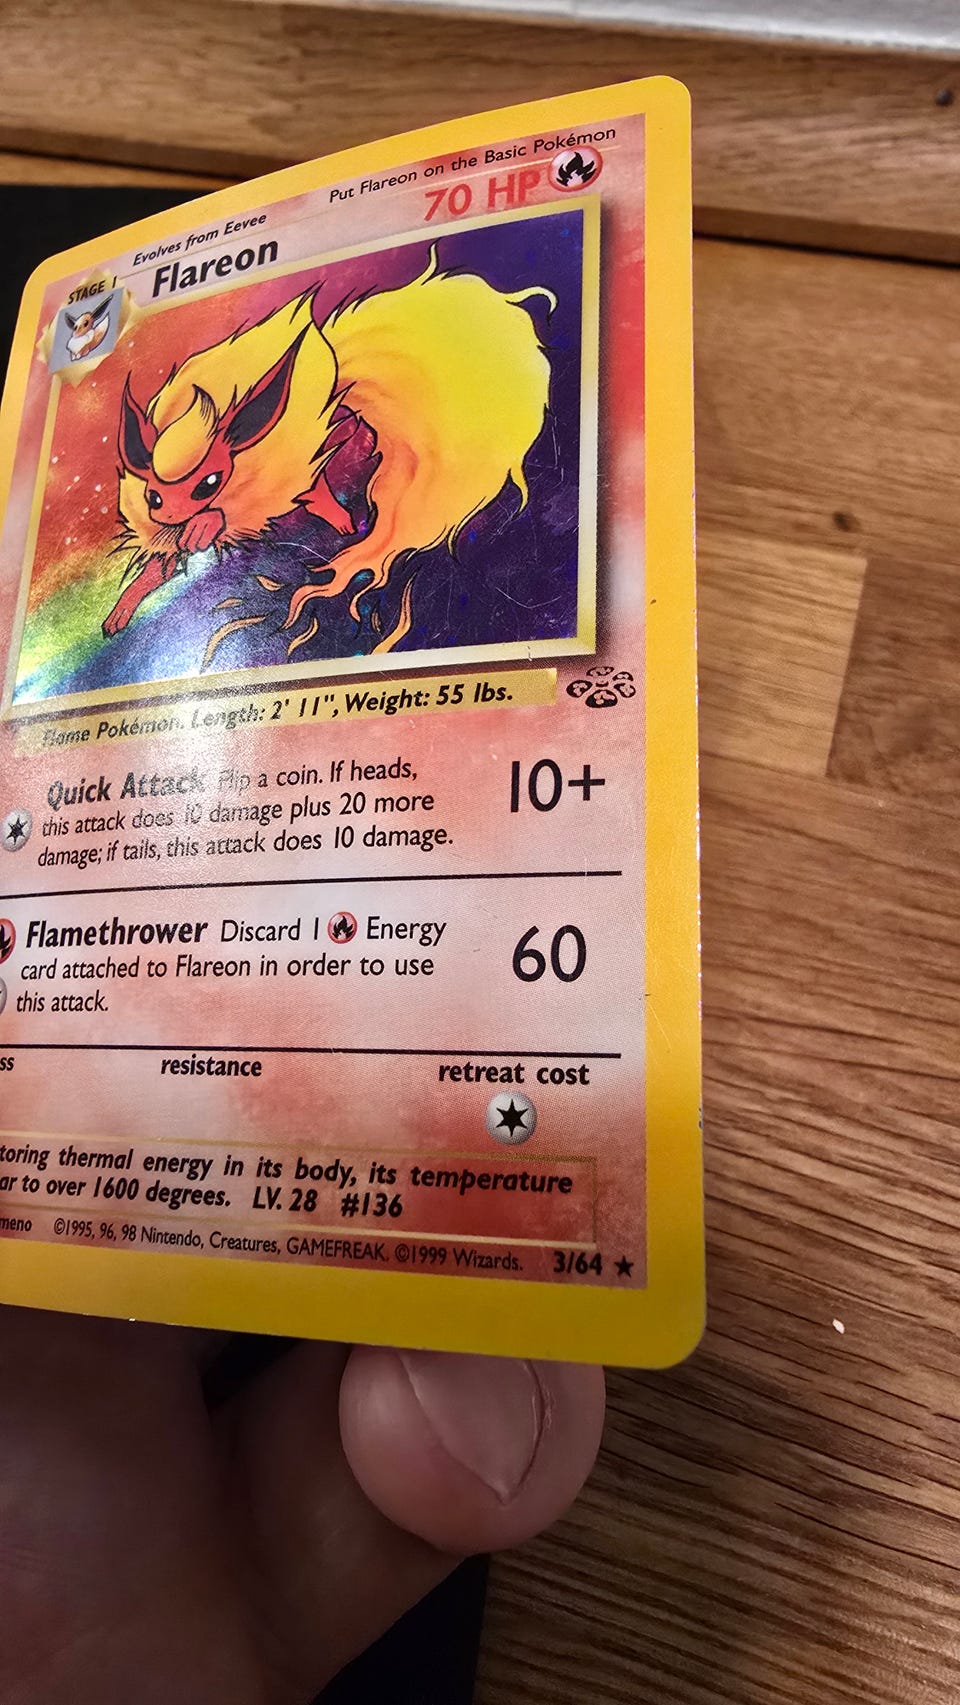 Put Flareon on the Basic Pokémon
Evolves from Eevee
70 HP
STAGE 1
Flareon
Flame Pokémon. Length: 2' 11", Weight: 55 lbs.
Quick Attack Flip a coin. If heads,
this attack does 10 damage plus 20 more
damage; if tails, this attack does 10 damage.
10+
Flamethrower Discard 1 Energy
card attached to Flareon in order to use
this attack.
60
ss resistance retreat cost
toring thermal energy in its body, its temperature
ar to over 1600 degrees. LV. 28 #136
meno ©1995, 96, 98 Nintendo, Creatures, GAMEFREAK. ©1999 Wizards. 3/64 ★